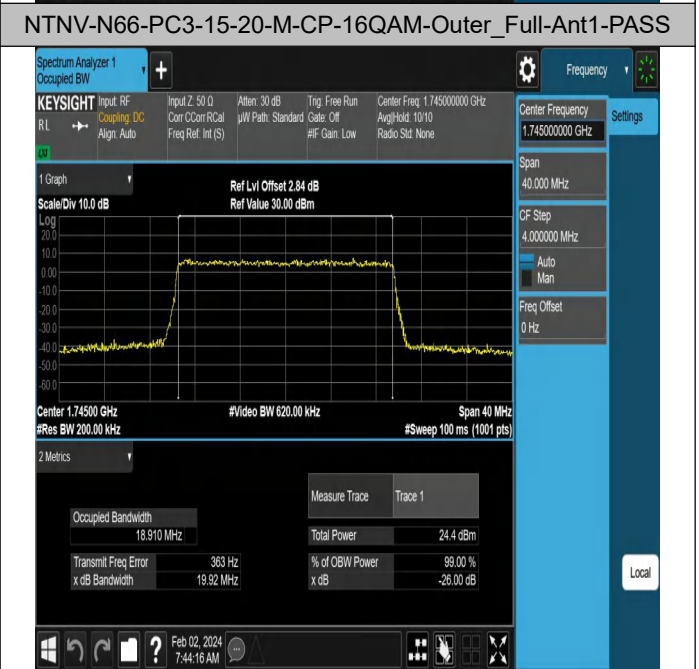 NTNV-N66-PC3-15-20-M-CP-16QAM-Outer_Full-Ant1-PASS
Spectrum Analyzer 1
Occupied BW
+
Frequency
KEYSIGHT
Input: RF
Input Z: 50 Ω
Atten: 30 dB
Trig: Free Run
Center Freq: 1.745000000 GHz
RL
Coupling: DC
Corr CCorr RCal
µW Path: Standard
Gate: Off
Avg|Hold: 10/10
Align: Auto
Freq Ref: Int (S)
#IF Gain: Low
Radio Std: None
LXI
Center Frequency
1.745000000 GHz
Settings
Span
40.000 MHz
CF Step
4.000000 MHz
Auto
Man
Freq Offset
0 Hz
1 Graph
Ref Lvl Offset 2.84 dB
Scale/Div 10.0 dB
Ref Value 30.00 dBm
Log
20.0
10.0
0.00
-10.0
-20.0
-30.0
-40.0
-50.0
-60.0
Center 1.74500 GHz
#Video BW 620.00 kHz
Span 40 MHz
#Res BW 200.00 kHz
#Sweep 100 ms (1001 pts)
2 Metrics
Measure Trace
Trace 1
Occupied Bandwidth
18.910 MHz
Total Power
24.4 dBm
Transmit Freq Error
363 Hz
% of OBW Power
99.00 %
x dB Bandwidth
19.92 MHz
x dB
-26.00 dB
Local
?
Feb 02, 2024
7:44:16 AM